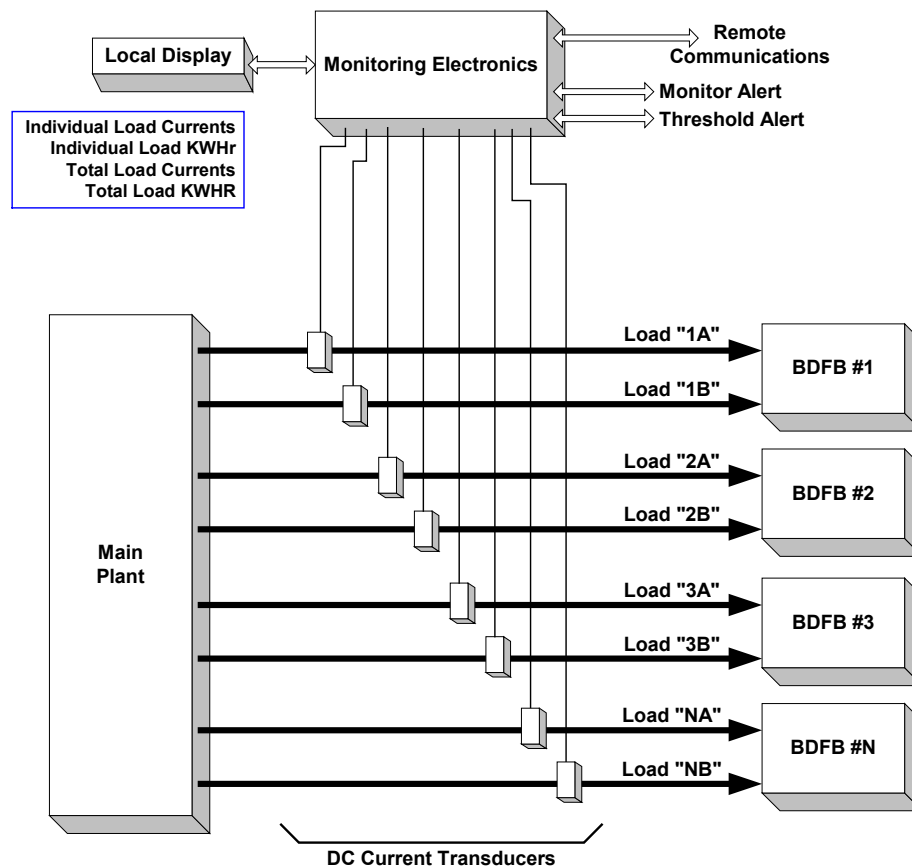 Local Display
Monitoring Electronics
Remote
Communications
Monitor Alert
Threshold Alert
Individual Load Currents
Individual Load KWHr
Total Load Currents
Total Load KWHR
Main
Plant
Load "1A"
Load "1B"
BDFB #1
Load "2A"
Load "2B"
BDFB #2
Load "3A"
Load "3B"
BDFB #3
Load "NA"
Load "NB"
BDFB #N
DC Current Transducers